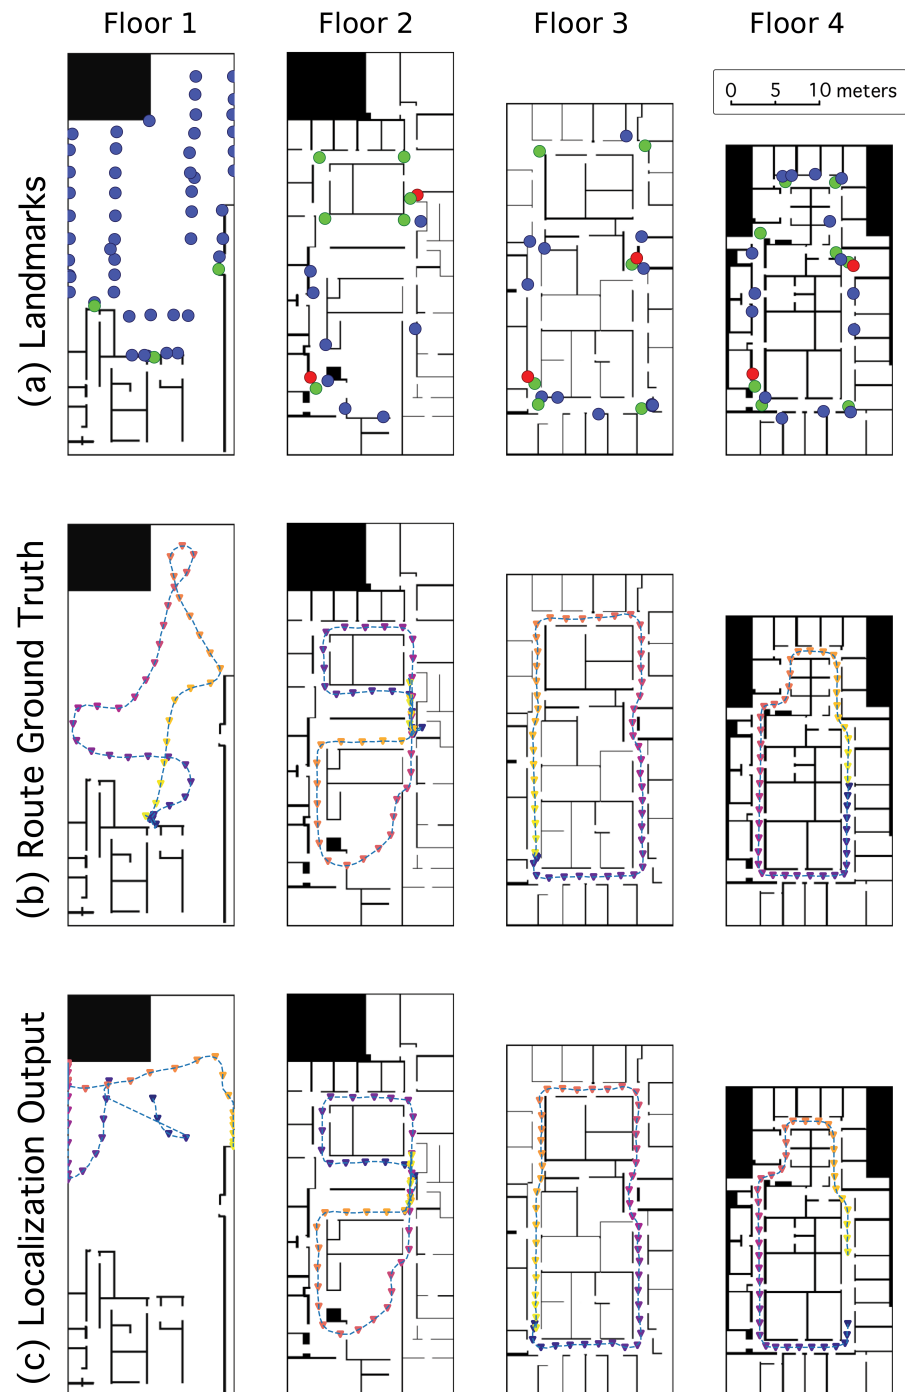 Floor 1 Floor 2 Floor 3 Floor 4
0 5 10 meters
(a) Landmarks
(b) Route Ground Truth
(c) Localization Output